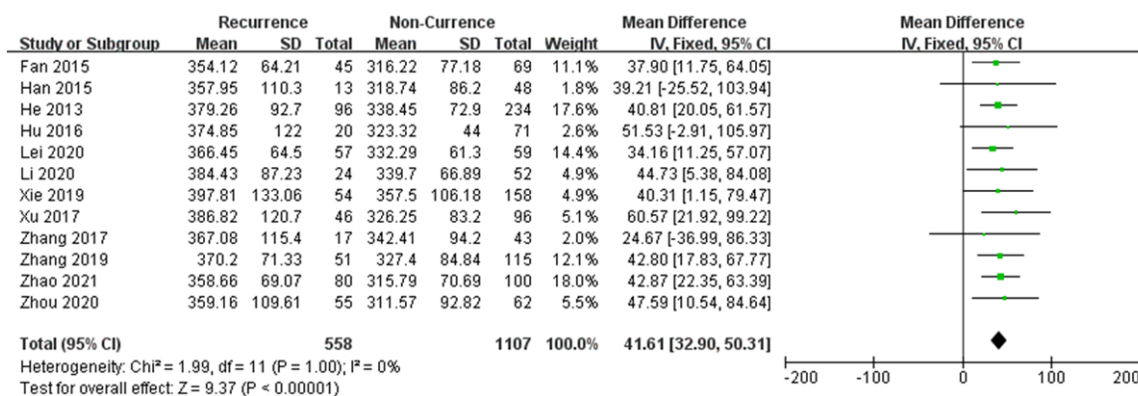 Recurrence Non-Currence Mean Difference Mean Difference
Study or Subgroup Mean SD Total Mean SD Total Weight IV, Fixed, 95% CI IV, Fixed, 95% CI
Fan 2015 354.12 64.21 45 316.22 77.18 69 11.1% 37.90 [11.75, 64.05]
Han 2015 357.95 110.3 13 318.74 86.2 48 1.8% 39.21 [-25.52, 103.94]
He 2013 379.26 92.7 96 338.45 72.9 234 17.6% 40.81 [20.05, 61.57]
Hu 2016 374.85 122 20 323.32 44 71 2.6% 51.53 [-2.91, 105.97]
Lei 2020 366.45 64.5 57 332.29 61.3 59 14.4% 34.16 [11.25, 57.07]
Li 2020 384.43 87.23 24 339.7 66.89 52 4.9% 44.73 [5.38, 84.08]
Xie 2019 397.81 133.06 54 357.5 106.18 158 4.9% 40.31 [1.15, 79.47]
Xu 2017 386.82 120.7 46 326.25 83.2 96 5.1% 60.57 [21.92, 99.22]
Zhang 2017 367.08 115.4 17 342.41 94.2 43 2.0% 24.67 [-36.99, 86.33]
Zhang 2019 370.2 71.33 51 327.4 84.84 115 12.1% 42.80 [17.83, 67.77]
Zhao 2021 358.66 69.07 80 315.79 70.69 100 18.0% 42.87 [22.35, 63.39]
Zhou 2020 359.16 109.61 55 311.57 92.82 62 5.5% 47.59 [10.54, 84.64]
Total (95% CI) 558 1107 100.0% 41.61 [32.90, 50.31]
Heterogeneity: Chi² = 1.99, df = 11 (P = 1.00); I² = 0%
Test for overall effect: Z = 9.37 (P < 0.00001)
-200 -100 0 100 200